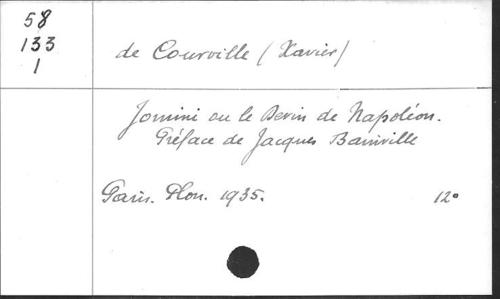 58
133
1
de Courville (Xavier)
Jomini ou le Devin de Napoléon.
Préface de Jacques Bainville
Paris. Plon. 1935. 12°